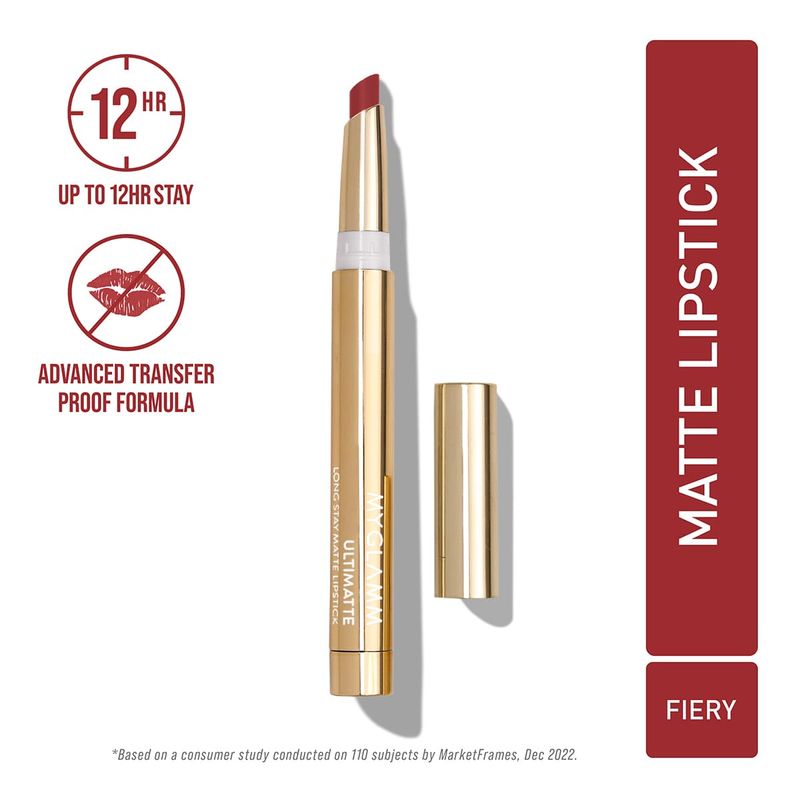 12 HR
UP TO 12HR STAY
ADVANCED TRANSFER
PROOF FORMULA
MYGLAMM
ULTIMATTE
LONG STAY MATTE LIPSTICK
MATTE LIPSTICK
FIERY
*Based on a consumer study conducted on 110 subjects by MarketFrames, Dec 2022.